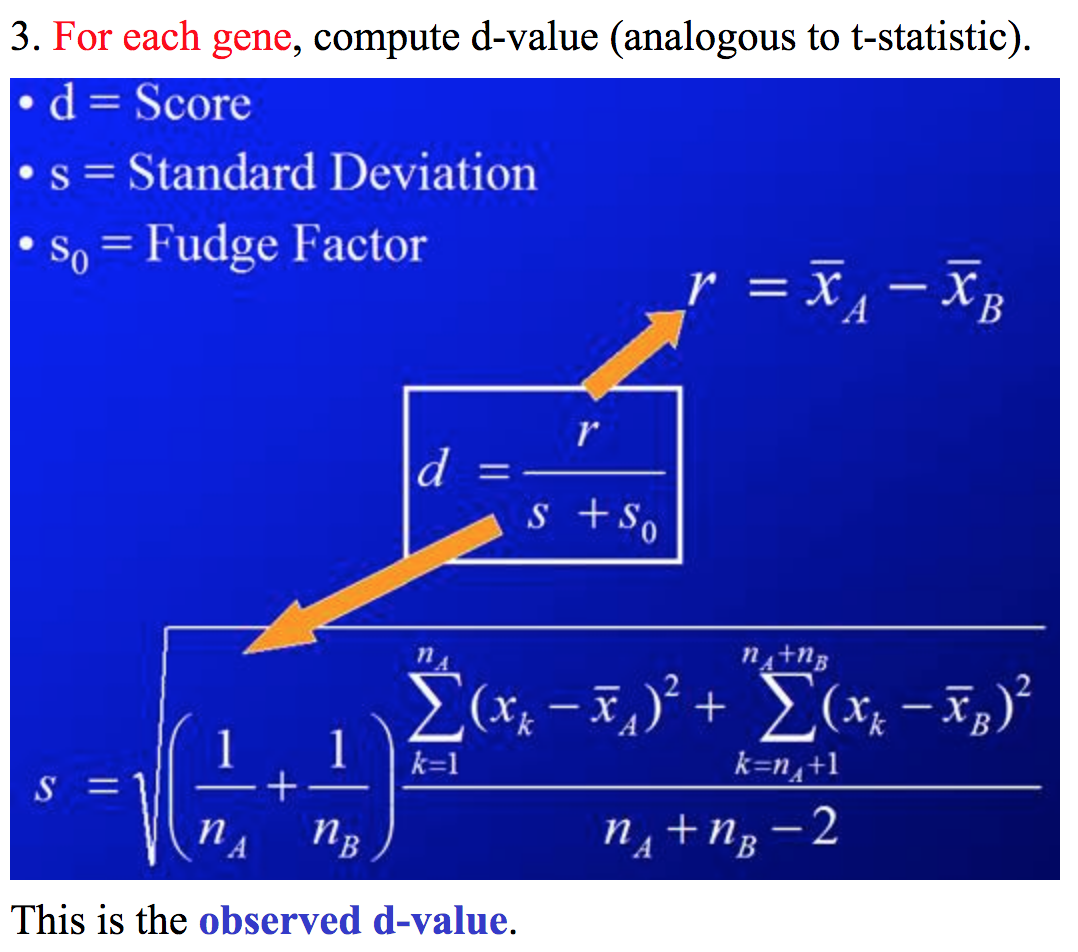 3. For each gene, compute d-value (analogous to t-statistic).
• d = Score
• s = Standard Deviation
• s₀ = Fudge Factor
r = x̄_A − x̄_B
d = r / (s + s₀)
s = √((1/n_A + 1/n_B) (∑_{k=1}^{n_A} (x_k − x̄_A)² + ∑_{k=n_A+1}^{n_A+n_B} (x_k − x̄_B)²) / (n_A + n_B − 2))
This is the observed d-value.